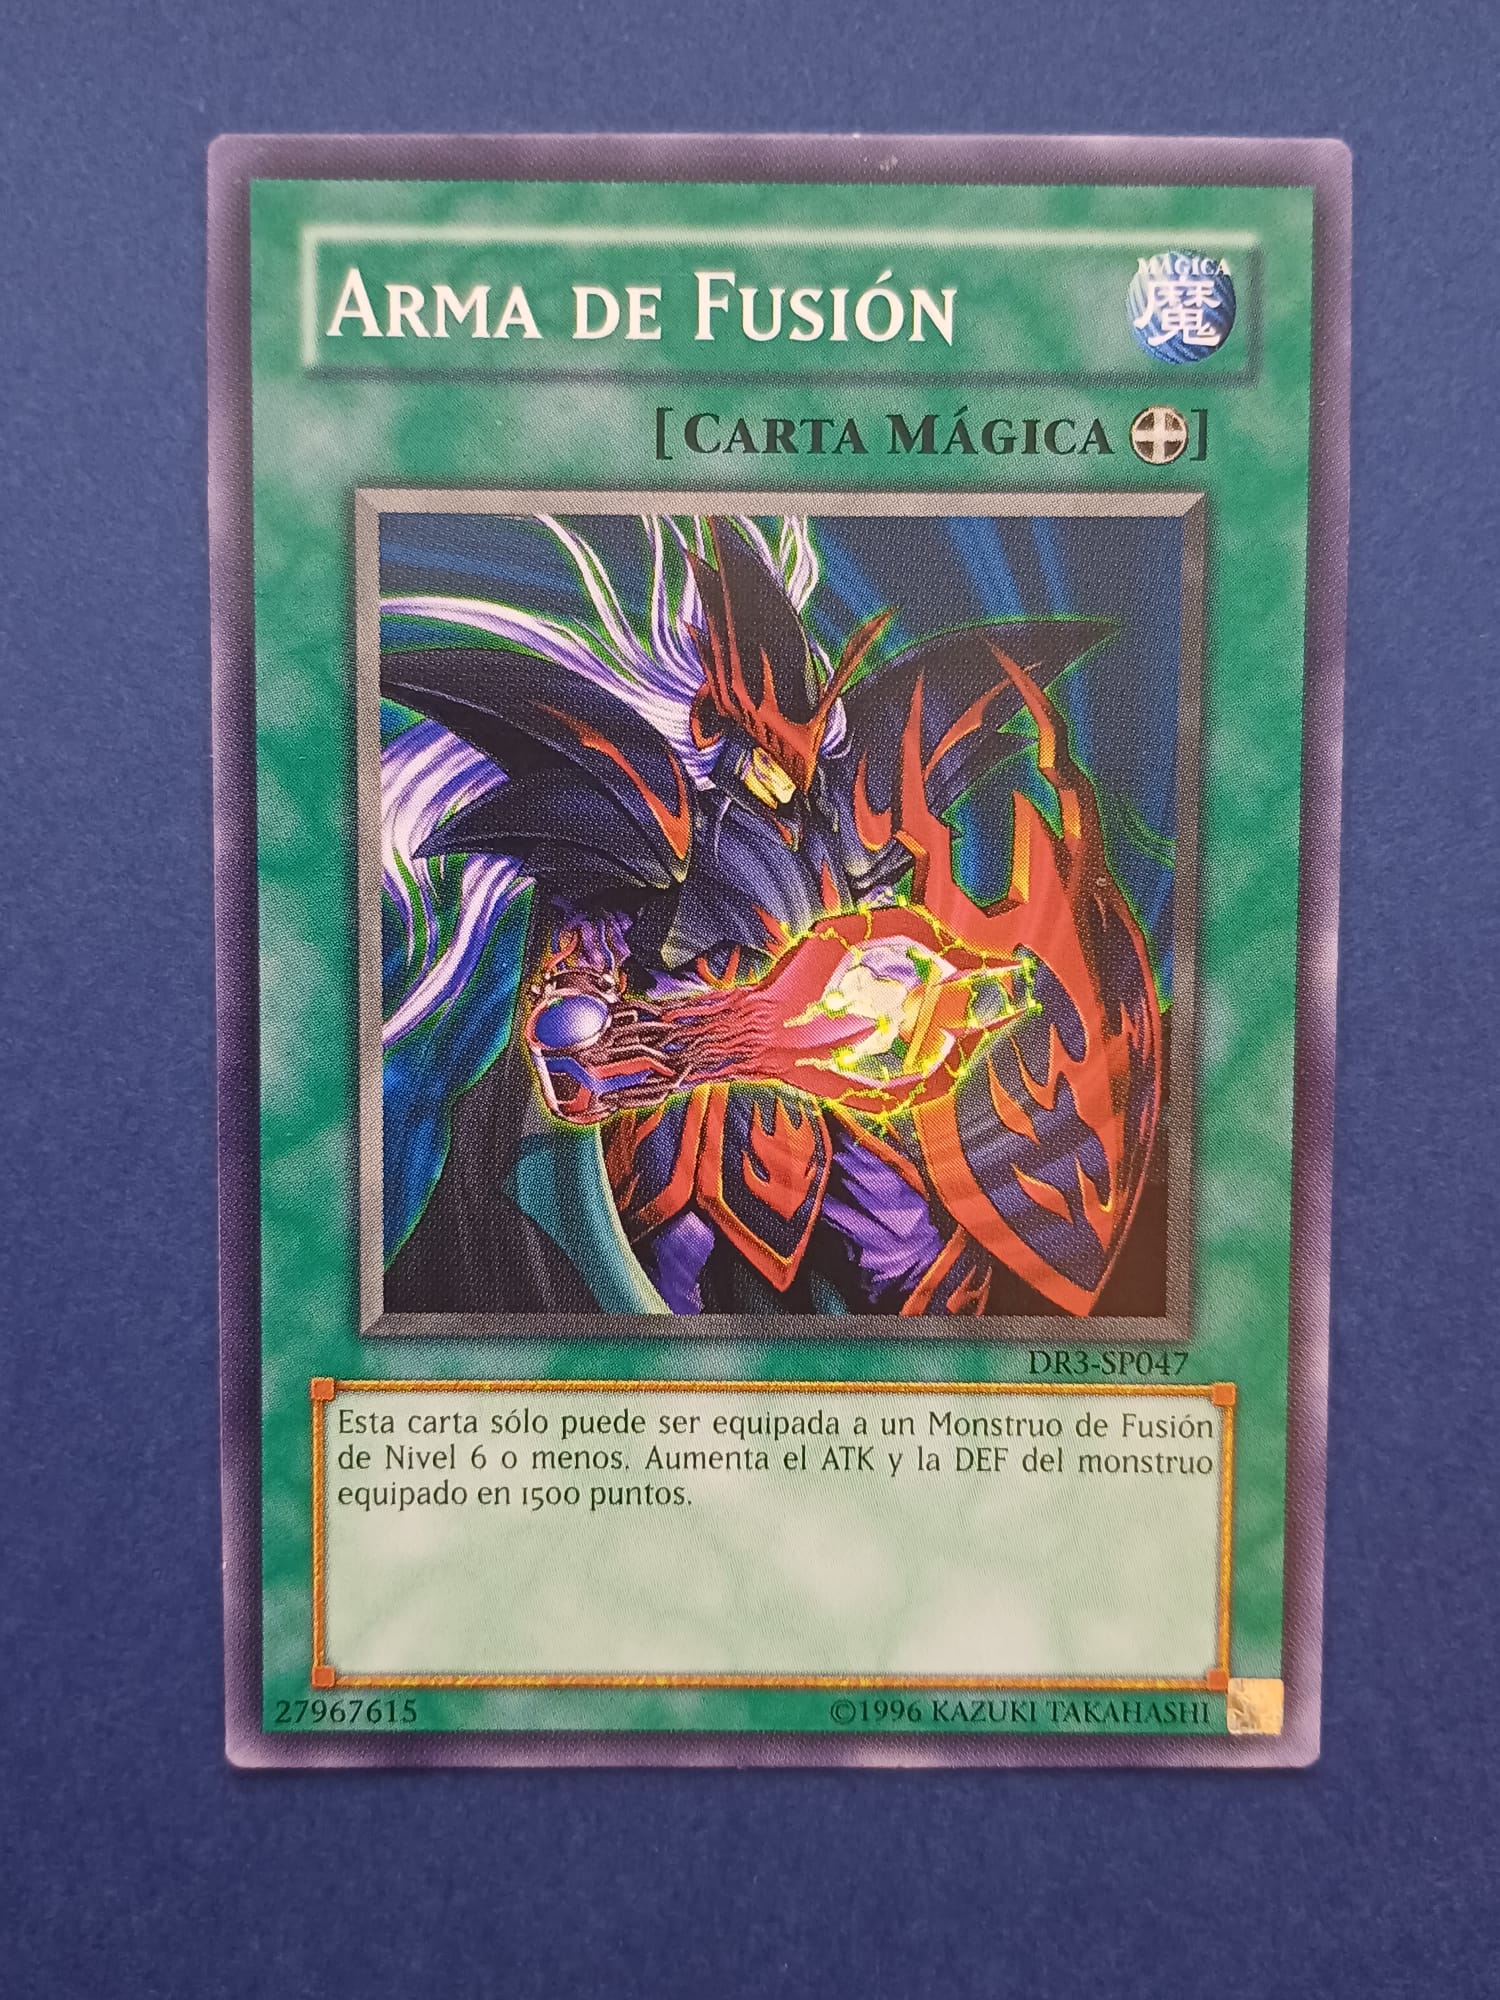 Arma de Fusión
MÁGICA
魔
[Carta Mágica]
DR3-SP047
Esta carta sólo puede ser equipada a un Monstruo de Fusión
de Nivel 6 o menos. Aumenta el ATK y la DEF del monstruo
equipado en 1500 puntos.
27967615
©1996 KAZUKI TAKAHASHI